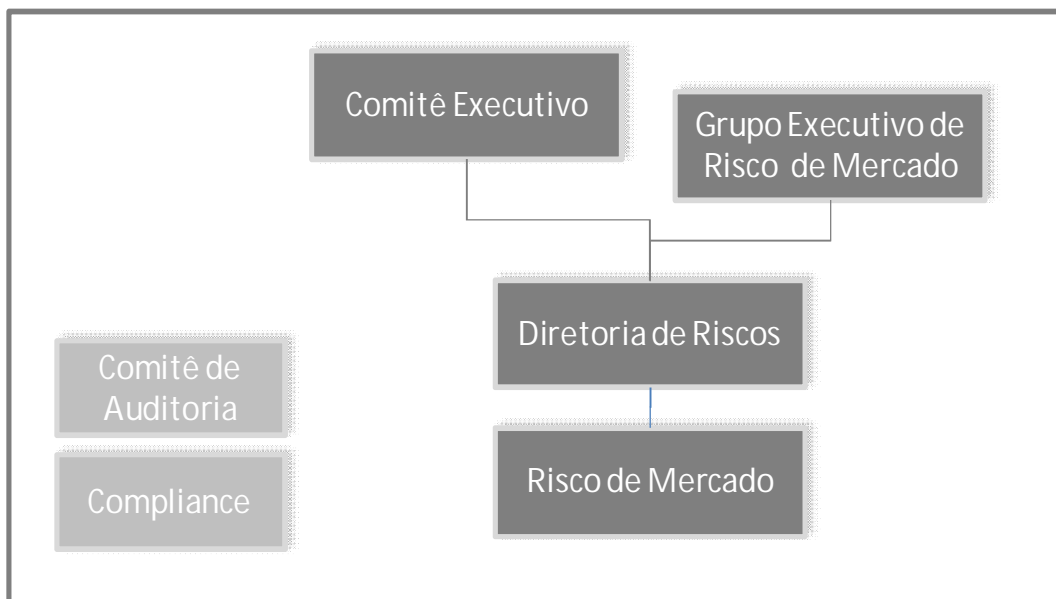 Comitê Executivo
Grupo Executivo de
Risco de Mercado
Diretoria de Riscos
Comitê de
Auditoria
Risco de Mercado
Compliance